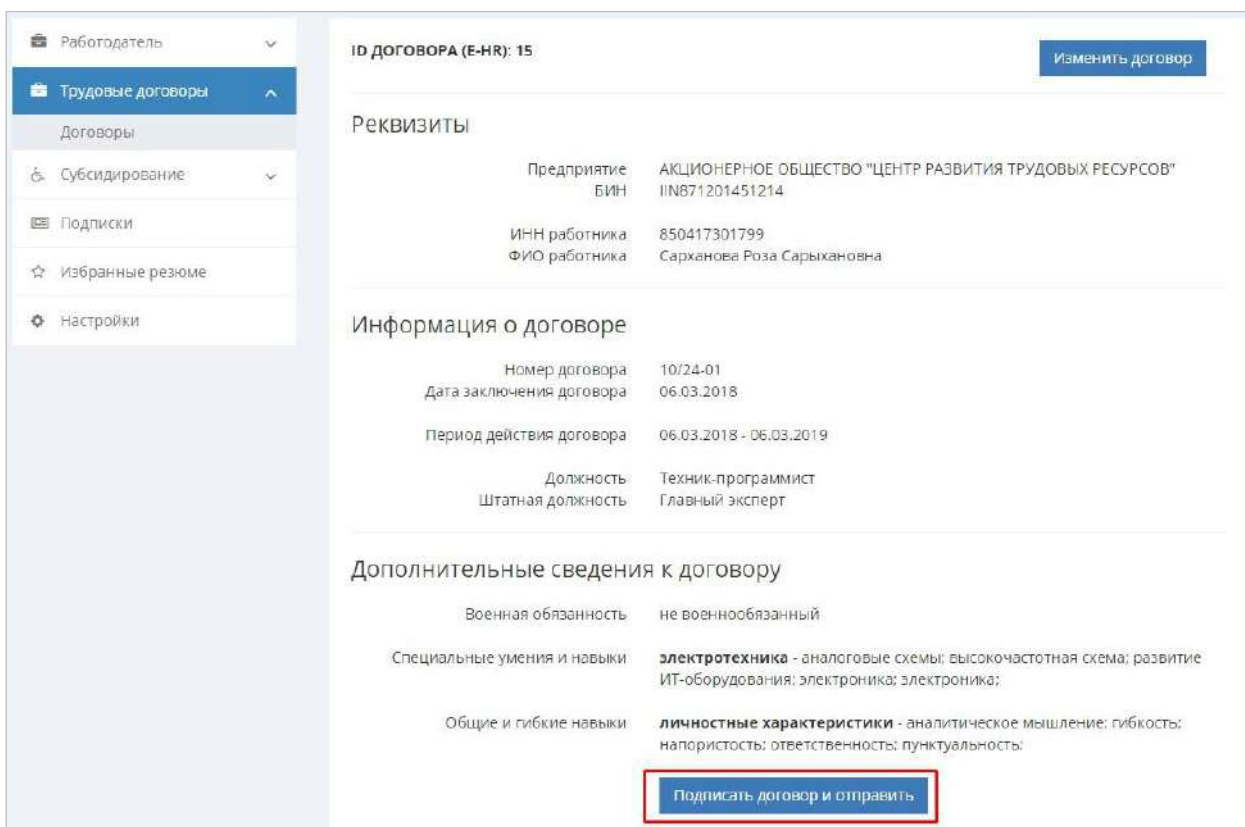 Работодатель
Трудовые договоры
Договоры
Субсидирование
Подписки
Избранные резюме
Настройки
ID ДОГОВОРА (E-HR): 15
Изменить договор
Реквизиты
Предприятие АКЦИОНЕРНОЕ ОБЩЕСТВО "ЦЕНТР РАЗВИТИЯ ТРУДОВЫХ РЕСУРСОВ"
БИН IIN871201451214
ИНН работника 850417301799
ФИО работника Сарханова Роза Сарыхановна
Информация о договоре
Номер договора 10/24-01
Дата заключения договора 06.03.2018
Период действия договора 06.03.2018 - 06.03.2019
Должность Техник-программист
Штатная должность Главный эксперт
Дополнительные сведения к договору
Военная обязанность не военнообязанный
Специальные умения и навыки электротехника - аналоговые схемы; высокочастотная схема; развитие
ИТ-оборудования; электроника; электроника;
Общие и гибкие навыки личностные характеристики - аналитическое мышление; гибкость;
напористость; ответственность; пунктуальность;
Подписать договор и отправить